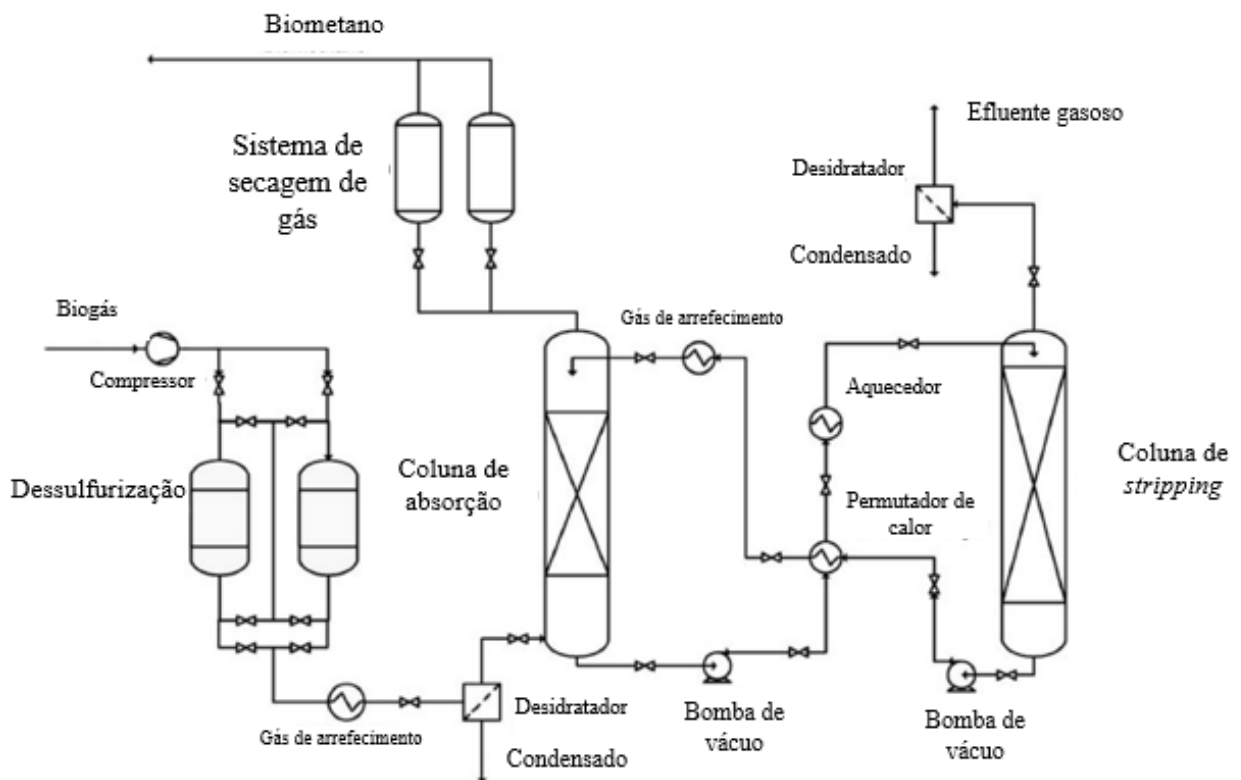 Biometano
Efluente gasoso
Sistema de
secagem de
gás
Desidratador
Condensado
Biogás
Compressor
Gás de arrefecimento
Aquecedor
Dessulfurização
Coluna de
absorção
Coluna de
stripping
Permutador de
calor
Gás de arrefecimento
Desidratador
Condensado
Bomba de
vácuo
Bomba de
vácuo